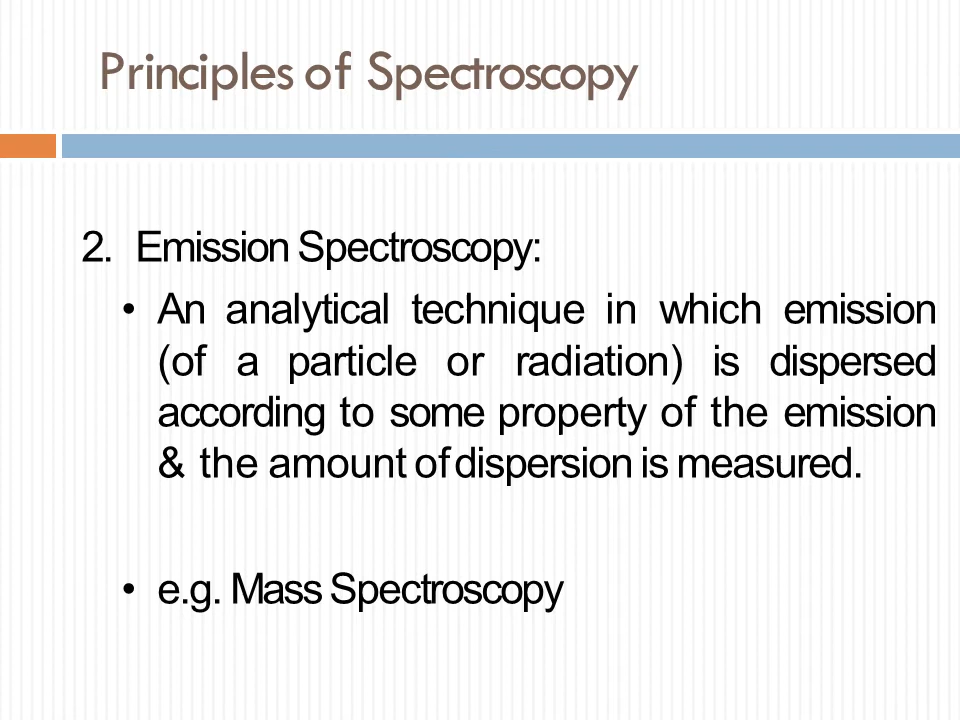 Principles of Spectroscopy
2. Emission Spectroscopy:
• An analytical technique in which emission
(of a particle or radiation) is dispersed
according to some property of the emission
& the amount of dispersion is measured.
• e.g. Mass Spectroscopy